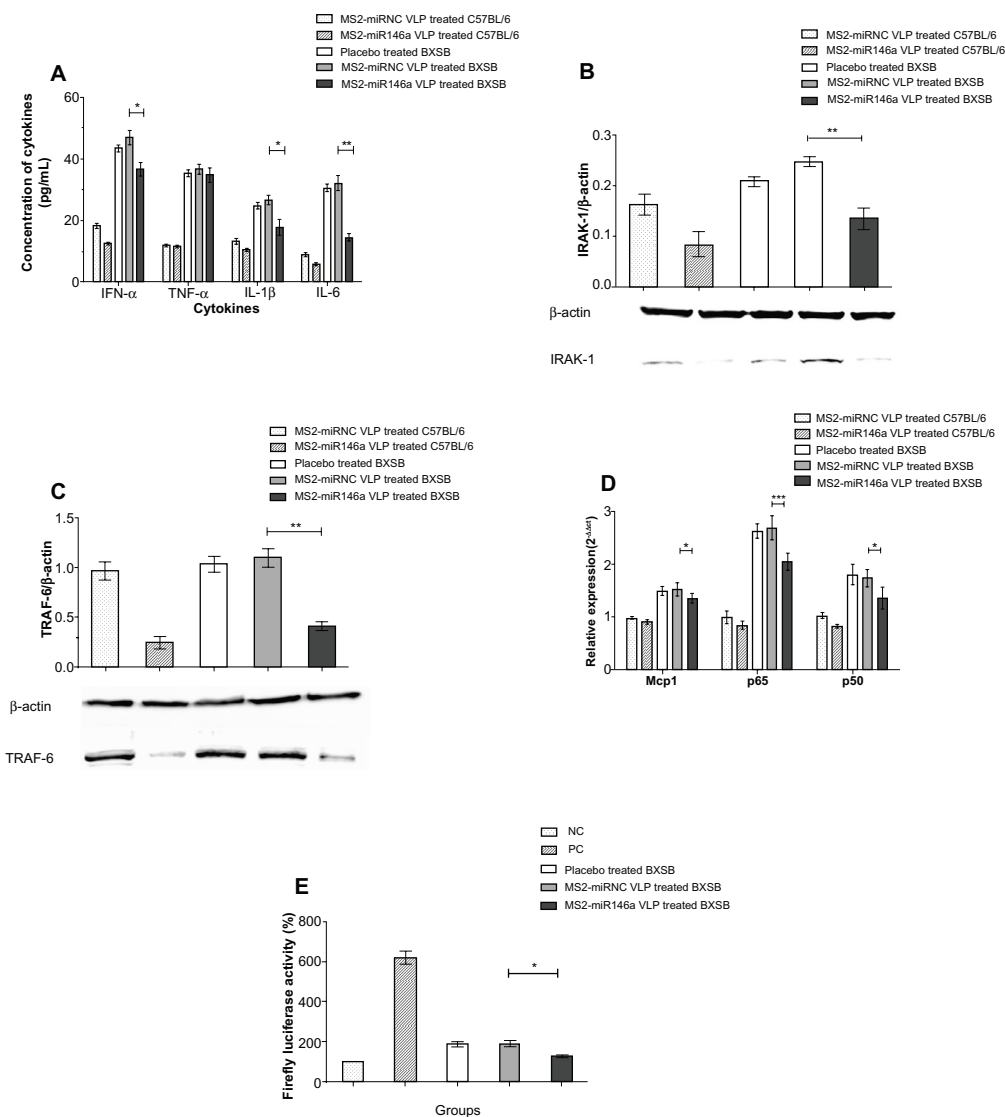 MS2-miRNC VLP treated C57BL/6
MS2-miR146a VLP treated C57BL/6
Placebo treated BXSB
MS2-miRNC VLP treated BXSB
MS2-miR146a VLP treated BXSB
A
60
40
20
0
Concentration of cytokines
(pg/mL)
*
*
**
IFN-α
TNF-α
IL-1β
IL-6
Cytokines
MS2-miRNC VLP treated C57BL/6
MS2-miR146a VLP treated C57BL/6
Placebo treated BXSB
MS2-miRNC VLP treated BXSB
MS2-miR146a VLP treated BXSB
B
0.3
0.2
0.1
0.0
IRAK-1/β-actin
**
β-actin
IRAK-1
MS2-miRNC VLP treated C57BL/6
MS2-miR146a VLP treated C57BL/6
Placebo treated BXSB
MS2-miRNC VLP treated BXSB
MS2-miR146a VLP treated BXSB
C
1.5
1.0
0.5
0.0
TRAF-6/β-actin
**
β-actin
TRAF-6
MS2-miRNC VLP treated C57BL/6
MS2-miR146a VLP treated C57BL/6
Placebo treated BXSB
MS2-miRNC VLP treated BXSB
MS2-miR146a VLP treated BXSB
D
3
2
1
0
Relative expression(2-ΔΔct)
*
***
*
Mcp1
p65
p50
NC
PC
Placebo treated BXSB
MS2-miRNC VLP treated BXSB
MS2-miR146a VLP treated BXSB
E
800
600
400
200
0
Firefly luciferase activity (%)
*
Groups